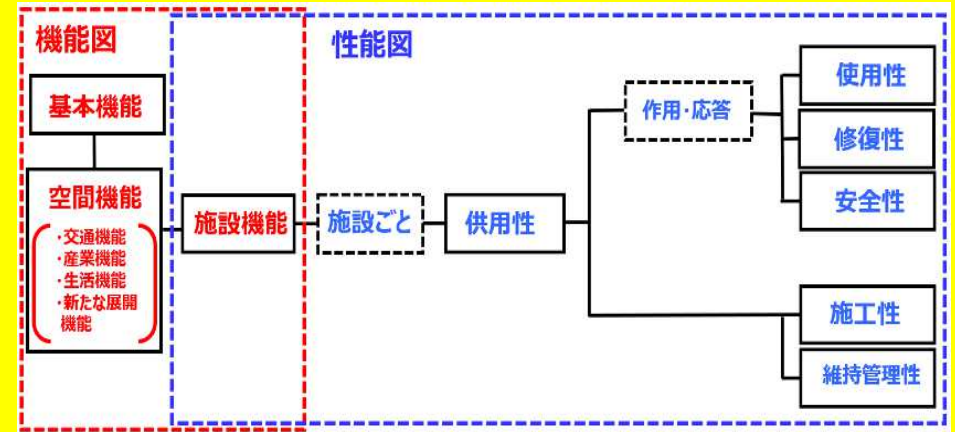 機能図
性能図
基本機能
空間機能
・交通機能
・産業機能
・生活機能
・新たな展開
機能
施設機能
施設ごと
供用性
作用・応答
使用性
修復性
安全性
施工性
維持管理性